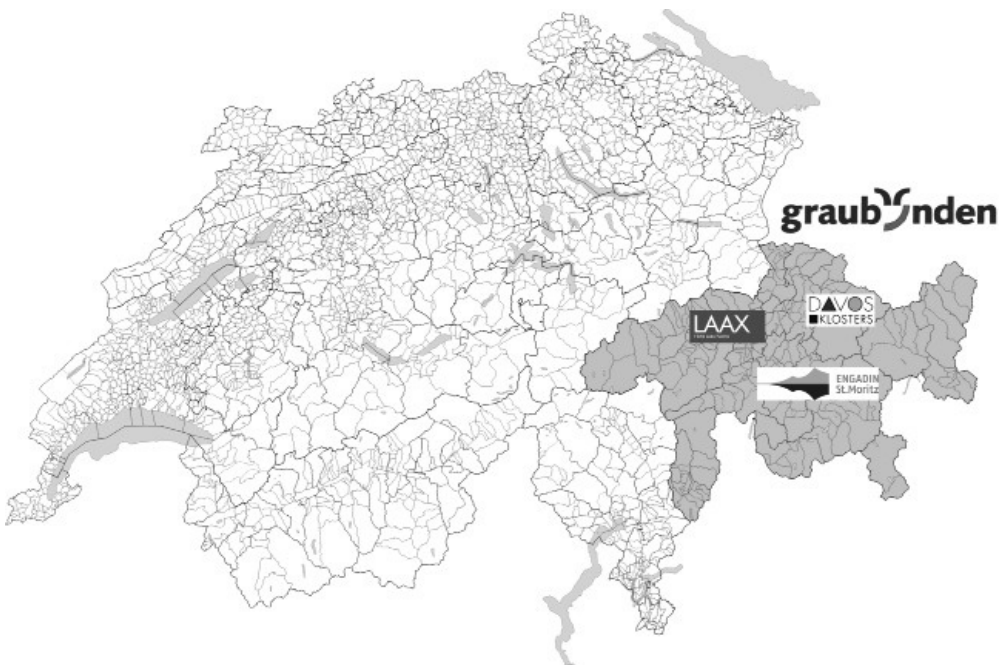 graubünden
DAVOS
KLOSTERS
LAAX
ENGADIN
St.Moritz